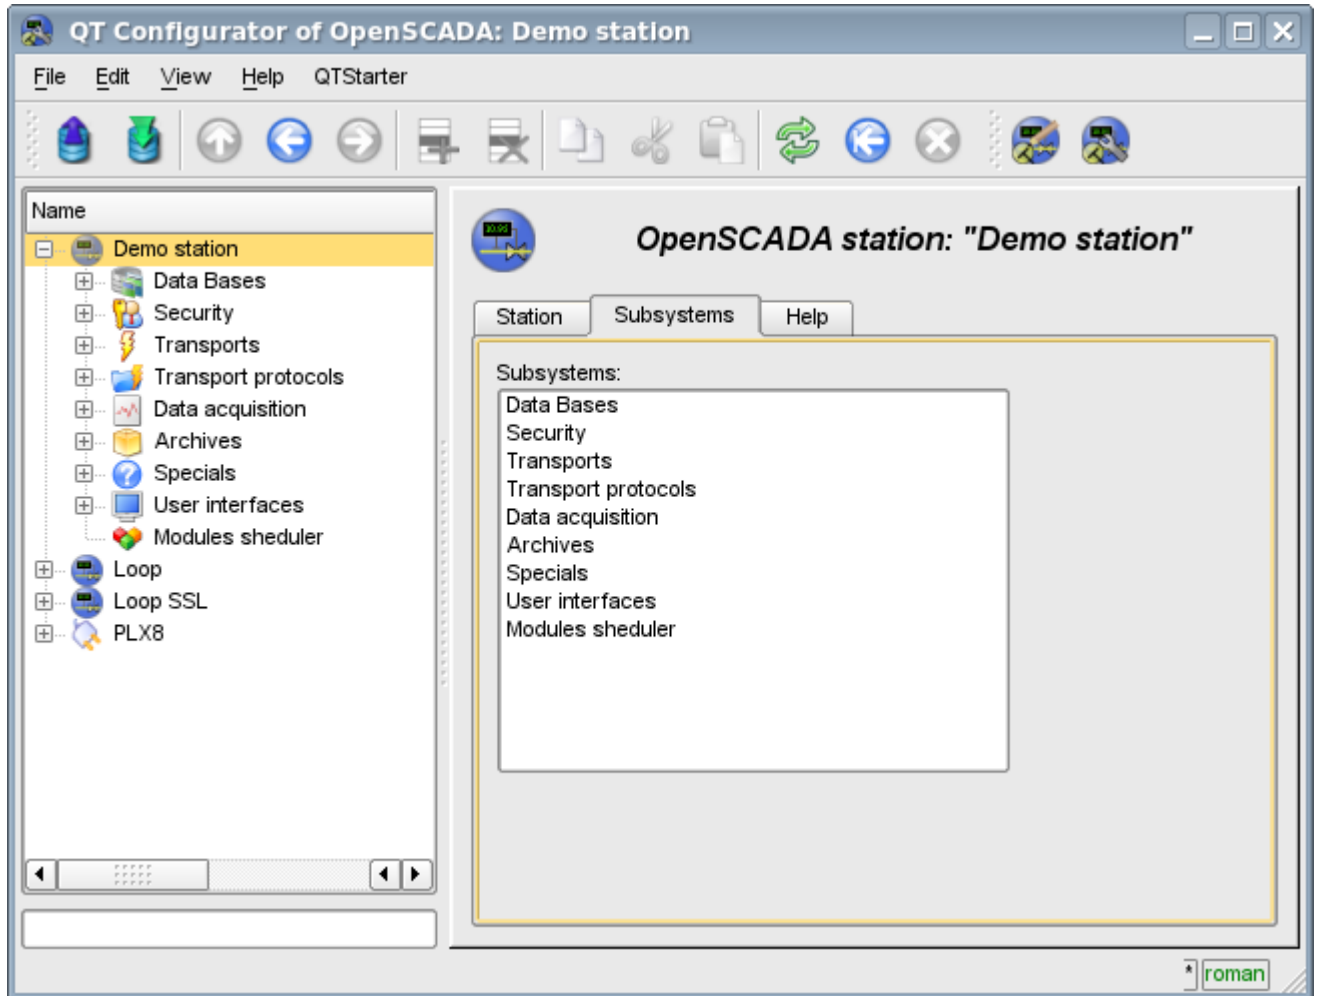 QT Configurator of OpenSCADA: Demo station
File Edit View Help QTStarter
Name
Demo station
Data Bases
Security
Transports
Transport protocols
Data acquisition
Archives
Specials
User interfaces
Modules sheduler
Loop
Loop SSL
PLX8
OpenSCADA station: "Demo station"
Station Subsystems Help
Subsystems:
Data Bases
Security
Transports
Transport protocols
Data acquisition
Archives
Specials
User interfaces
Modules sheduler
* roman